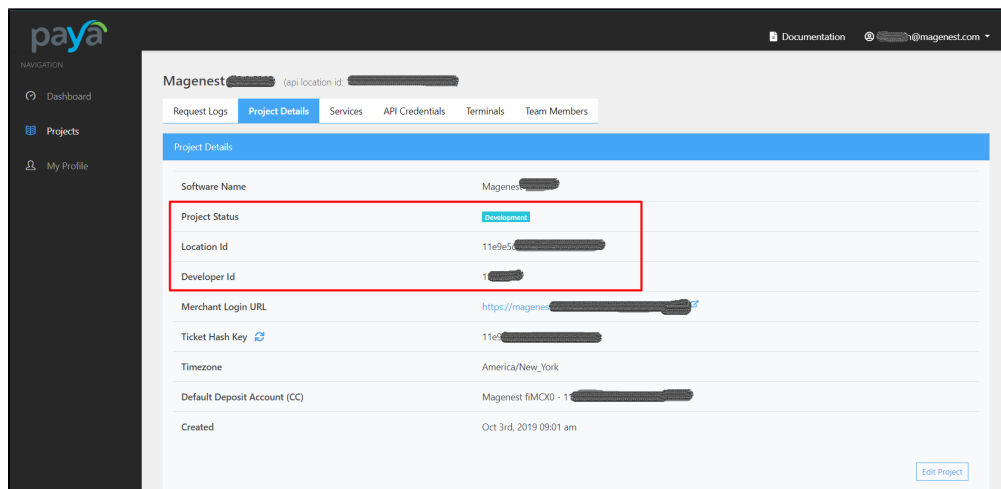 paya
Documentation @magenest.com
NAVIGATION
Magenest (api location id:
Dashboard
Request Logs Project Details Services API Credentials Terminals Team Members
Projects
Project Details
My Profile
Software Name Magenest
Project Status Development
Location Id 11e9e5
Developer Id 1
Merchant Login URL https://magenes
Ticket Hash Key 11e9
Timezone America/New_York
Default Deposit Account (CC) Magenest fiMCX0 - 11
Created Oct 3rd, 2019 09:01 am
Edit Project